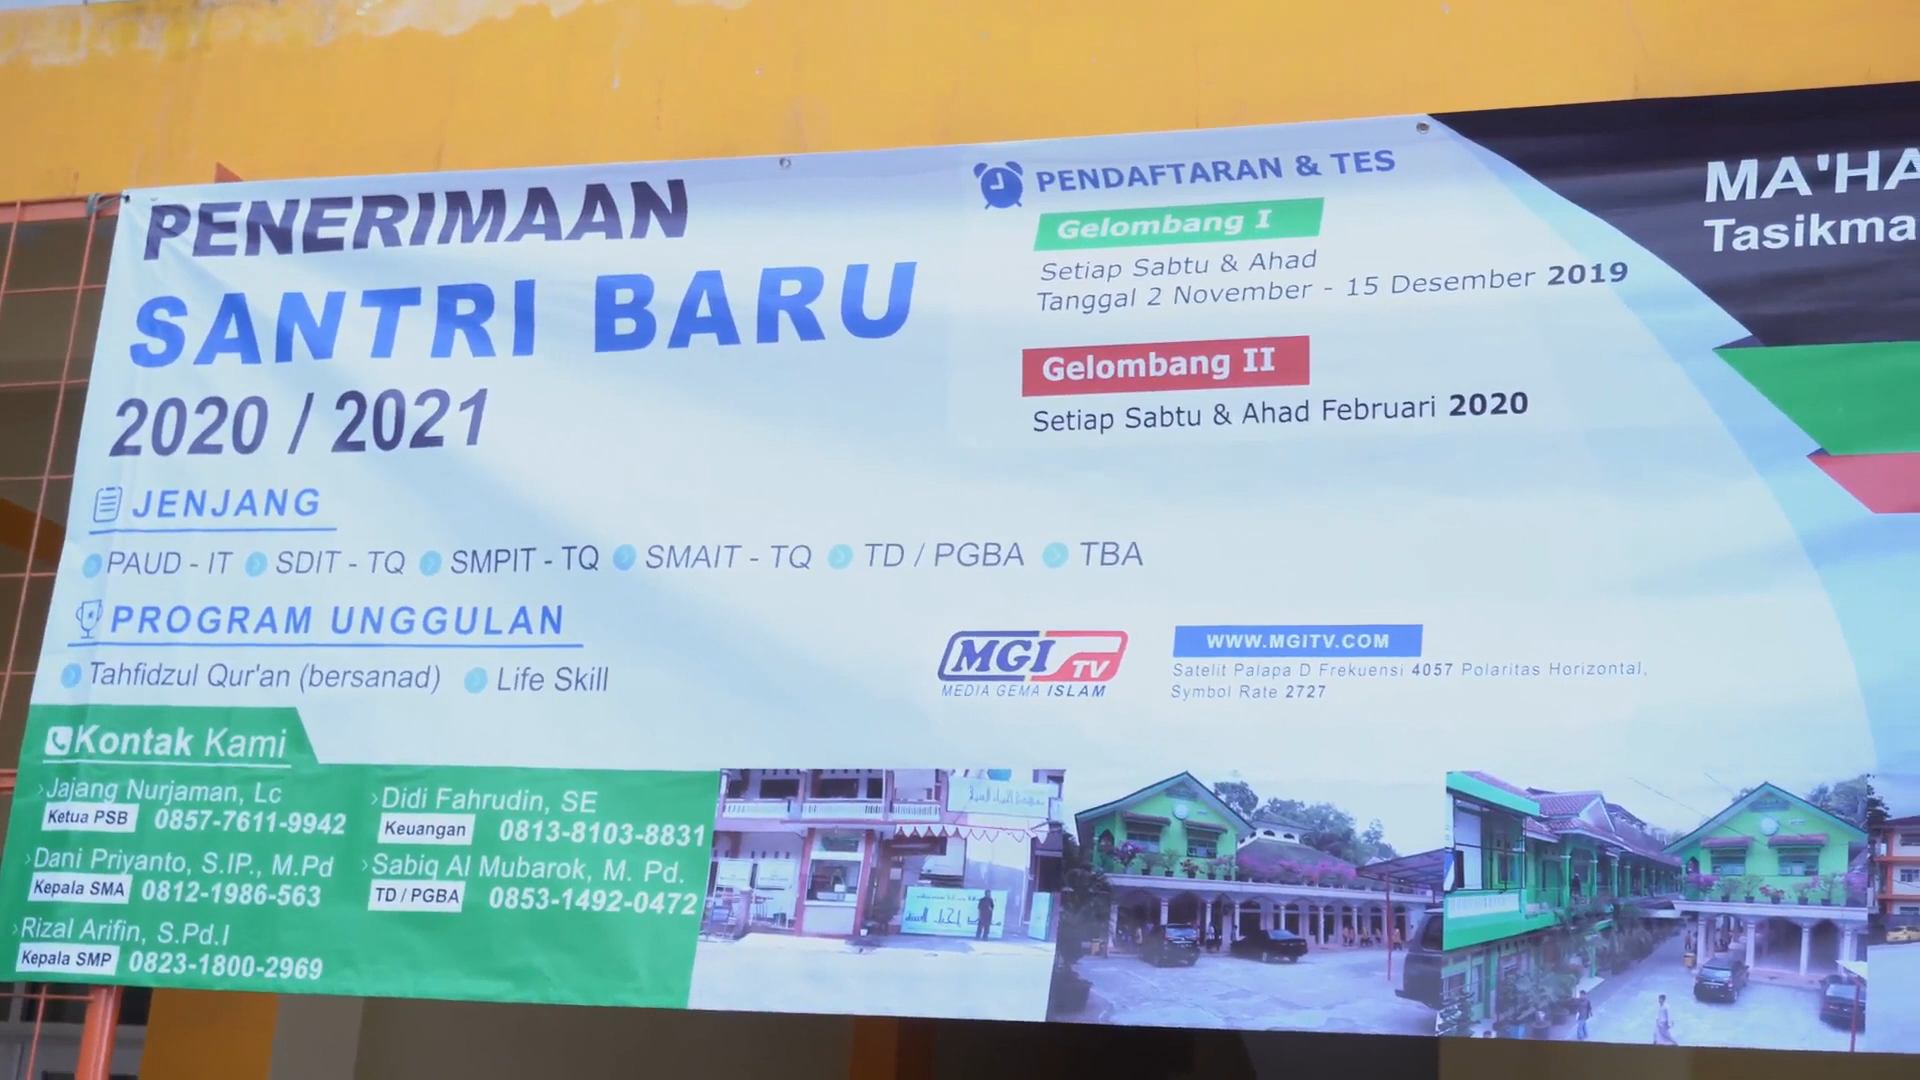 PENERIMAAN
SANTRI BARU
2020 / 2021
JENJANG
PAUD - IT SDIT - TQ SMPIT - TQ SMAIT - TQ TD / PGBA TBA
PROGRAM UNGGULAN
Tahfidzul Qur'an (bersanad) Life Skill
PENDAFTARAN & TES
Gelombang I
Setiap Sabtu & Ahad
Tanggal 2 November - 15 Desember 2019
Gelombang II
Setiap Sabtu & Ahad Februari 2020
MA'HA
Tasikma
MGI TV
MEDIA GEMA ISLAM
WWW.MGITV.COM
Satelit Palapa D Frekuensi 4057 Polaritas Horizontal,
Symbol Rate 2727
Kontak Kami
Jajang Nurjaman, Lc
Ketua PSB 0857-7611-9942
Dani Priyanto, S.IP., M.Pd
Kepala SMA 0812-1986-563
Rizal Arifin, S.Pd.I
Kepala SMP 0823-1800-2969
Didi Fahrudin, SE
Keuangan 0813-8103-8831
Sabiq Al Mubarok, M. Pd.
TD / PGBA 0853-1492-0472